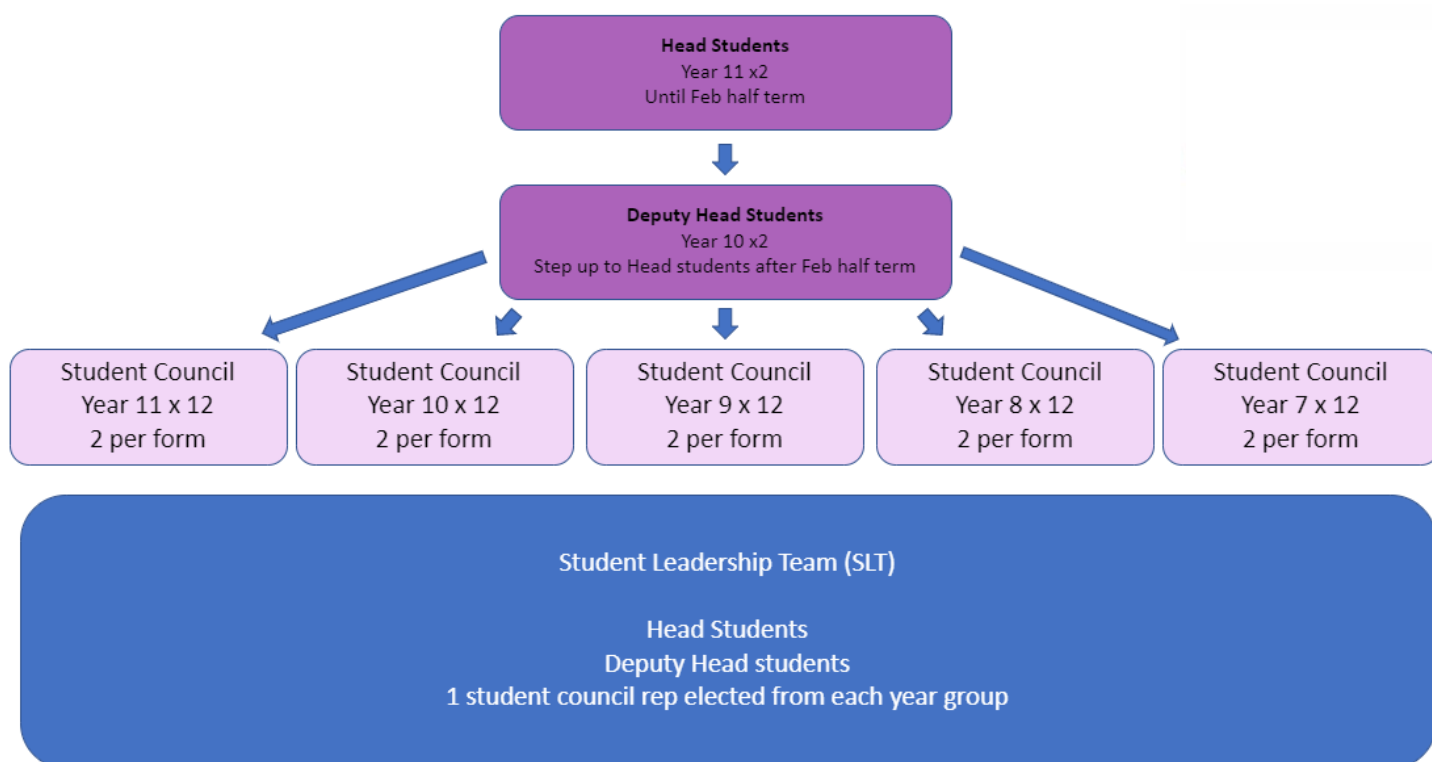 Head Students
Year 11 x2
Until Feb half term
Deputy Head Students
Year 10 x2
Step up to Head students after Feb half term
Student Council
Year 11 x 12
2 per form
Student Council
Year 10 x 12
2 per form
Student Council
Year 9 x 12
2 per form
Student Council
Year 8 x 12
2 per form
Student Council
Year 7 x 12
2 per form
Student Leadership Team (SLT)
Head Students
Deputy Head students
1 student council rep elected from each year group